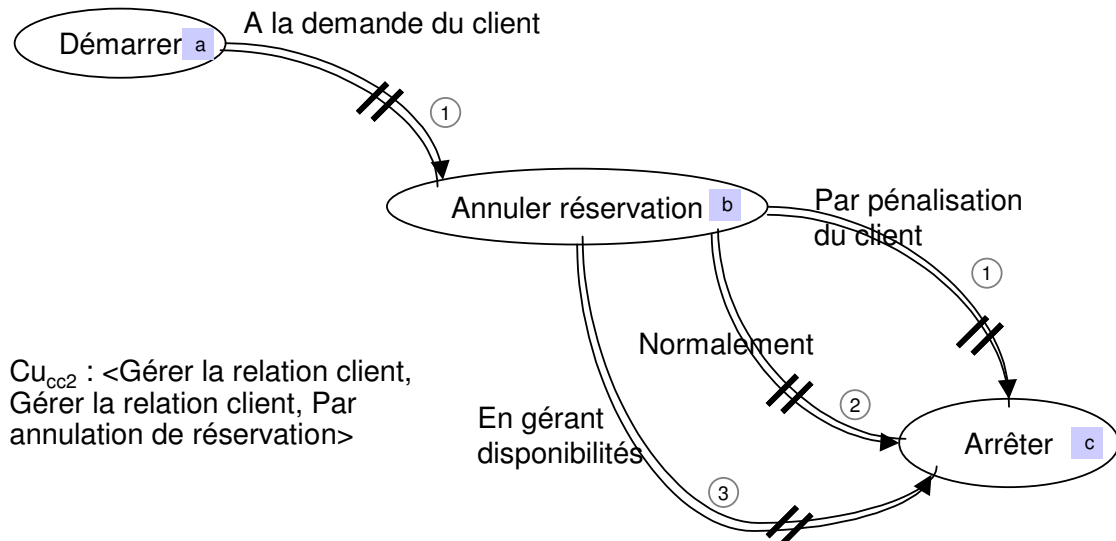 A la demande du client
Démarrer a
1
Annuler réservation b
Par pénalisation
du client
1
Normalement
2
Cu_cc2 : <Gérer la relation client,
Gérer la relation client, Par
annulation de réservation>
En gérant
disponibilités
3
Arrêter c